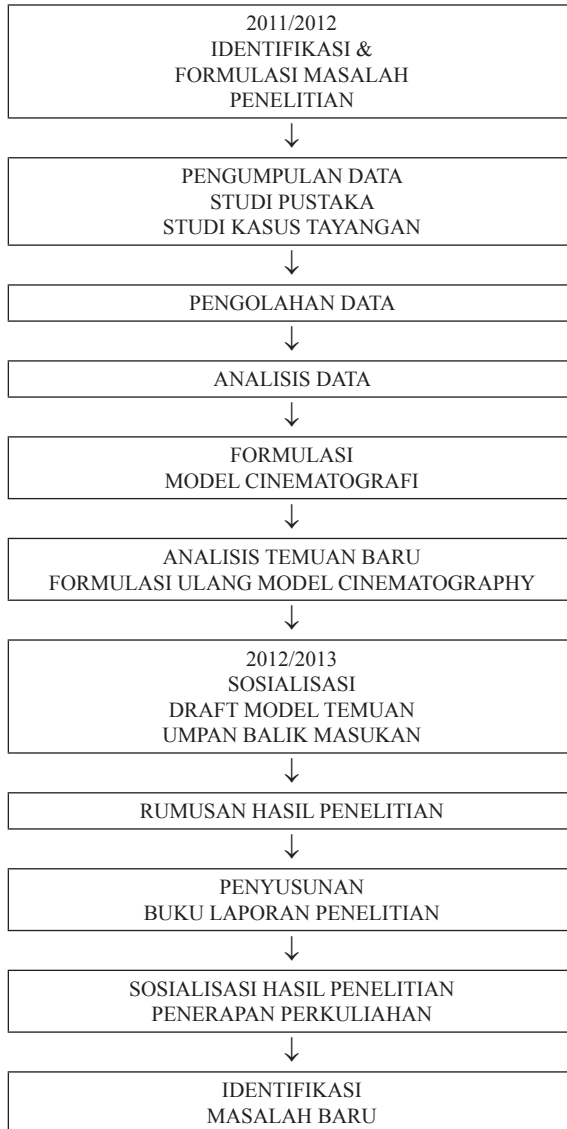 2011/2012
IDENTIFIKASI &
FORMULASI MASALAH
PENELITIAN
↓
PENGUMPULAN DATA
STUDI PUSTAKA
STUDI KASUS TAYANGAN
↓
PENGOLAHAN DATA
↓
ANALISIS DATA
↓
FORMULASI
MODEL CINEMATOGRAFI
↓
ANALISIS TEMUAN BARU
FORMULASI ULANG MODEL CINEMATOGRAPHY
↓
2012/2013
SOSIALISASI
DRAFT MODEL TEMUAN
UMPAN BALIK MASUKAN
↓
RUMUSAN HASIL PENELITIAN
↓
PENYUSUNAN
BUKU LAPORAN PENELITIAN
↓
SOSIALISASI HASIL PENELITIAN
PENERAPAN PERKULIAHAN
↓
IDENTIFIKASI
MASALAH BARU